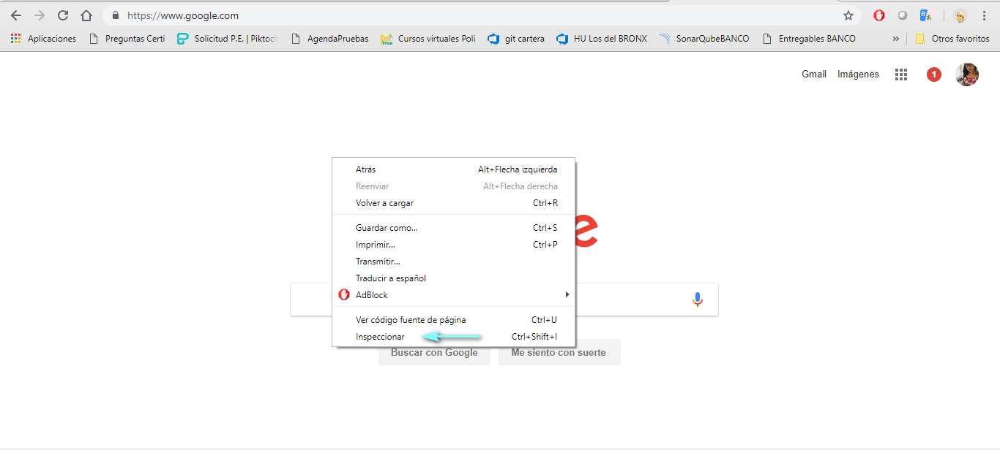 https://www.google.com
Aplicaciones Preguntas Certi Solicitud P.E. | Piktoch AgendaPruebas Cursos virtuales Poli git cartera HU Los del BRONX SonarQubeBANCO Entregables BANCO » Otros favoritos
Gmail Imágenes 1
Atrás Alt+Flecha izquierda
Reenviar Alt+Flecha derecha
Volver a cargar Ctrl+R
e
Guardar como... Ctrl+S
Imprimir... Ctrl+P
Transmitir...
Traducir a español
AdBlock
Ver código fuente de página Ctrl+U
Inspeccionar Ctrl+Shift+I
Buscar con Google Me siento con suerte